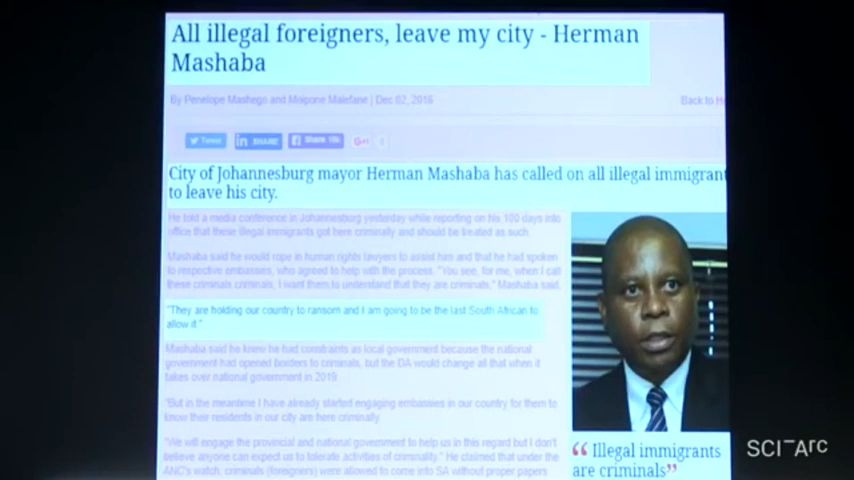 All illegal foreigners, leave my city - Herman
Mashaba
By Penelope Mashego and Moipone Malefane | Dec 02, 2016
Back to
Tweet
in SHARE
Share
G+1
City of Johannesburg mayor Herman Mashaba has called on all illegal immigrant
to leave his city.
He told a media conference in Johannesburg yesterday while reporting on his 100 days into
office that these illegal immigrants got here criminally and should be treated as such.
Mashaba said he would rope in human rights lawyers to assist him and that he had spoken
to respective embassies, who agreed to help with the process. "You see, for me, when I call
these criminals criminals, I want them to understand that they are criminals," Mashaba said.
"They are holding our country to ransom and I am going to be the last South African to
allow it."
Mashaba said he knew he had constraints as local government because the national
government had opened borders to criminals, but the DA would change all that when it
takes over national government in 2019.
"But in the meantime I have already started engaging embassies in our country for them to
know their residents in our city are here criminally.
"We will engage the provincial and national government to help us in this regard but I don't
believe anyone can expect us to tolerate activities of criminality." He claimed that under the
ANC's watch, criminals (foreigners) were allowed to come into SA without proper papers
“ Illegal immigrants
are criminals”
SCI-Arc